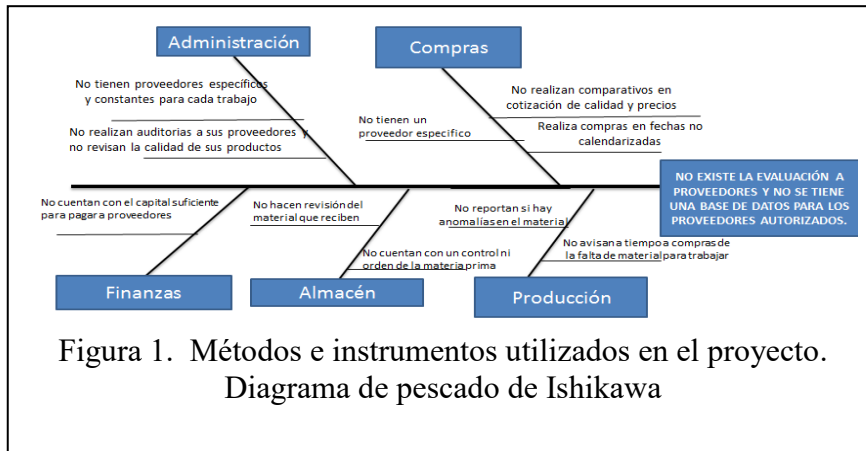 Administración
Compras
No tienen proveedores específicos
y constantes para cada trabajo
No realizan auditorias a sus proveedores y
no revisan la calidad de sus productos
No tienen un
proveedor especifico
No realizan comparativos en
cotización de calidad y precios
Realiza compras en fechas no
calendarizadas
NO EXISTE LA EVALUACIÓN A
PROVEEDORES Y NO SE TIENE
UNA BASE DE DATOS PARA LOS
PROVEEDORES AUTORIZADOS.
No cuentan con el capital suficiente
para pagar a proveedores
No hacen revisión del
material que reciben
No cuentan con un control ni
orden de la materia prima
No reportan si hay
anomalías en el material
No avisan a tiempo a compras de
la falta de material para trabajar
Finanzas
Almacén
Producción
Figura 1. Métodos e instrumentos utilizados en el proyecto.
Diagrama de pescado de Ishikawa